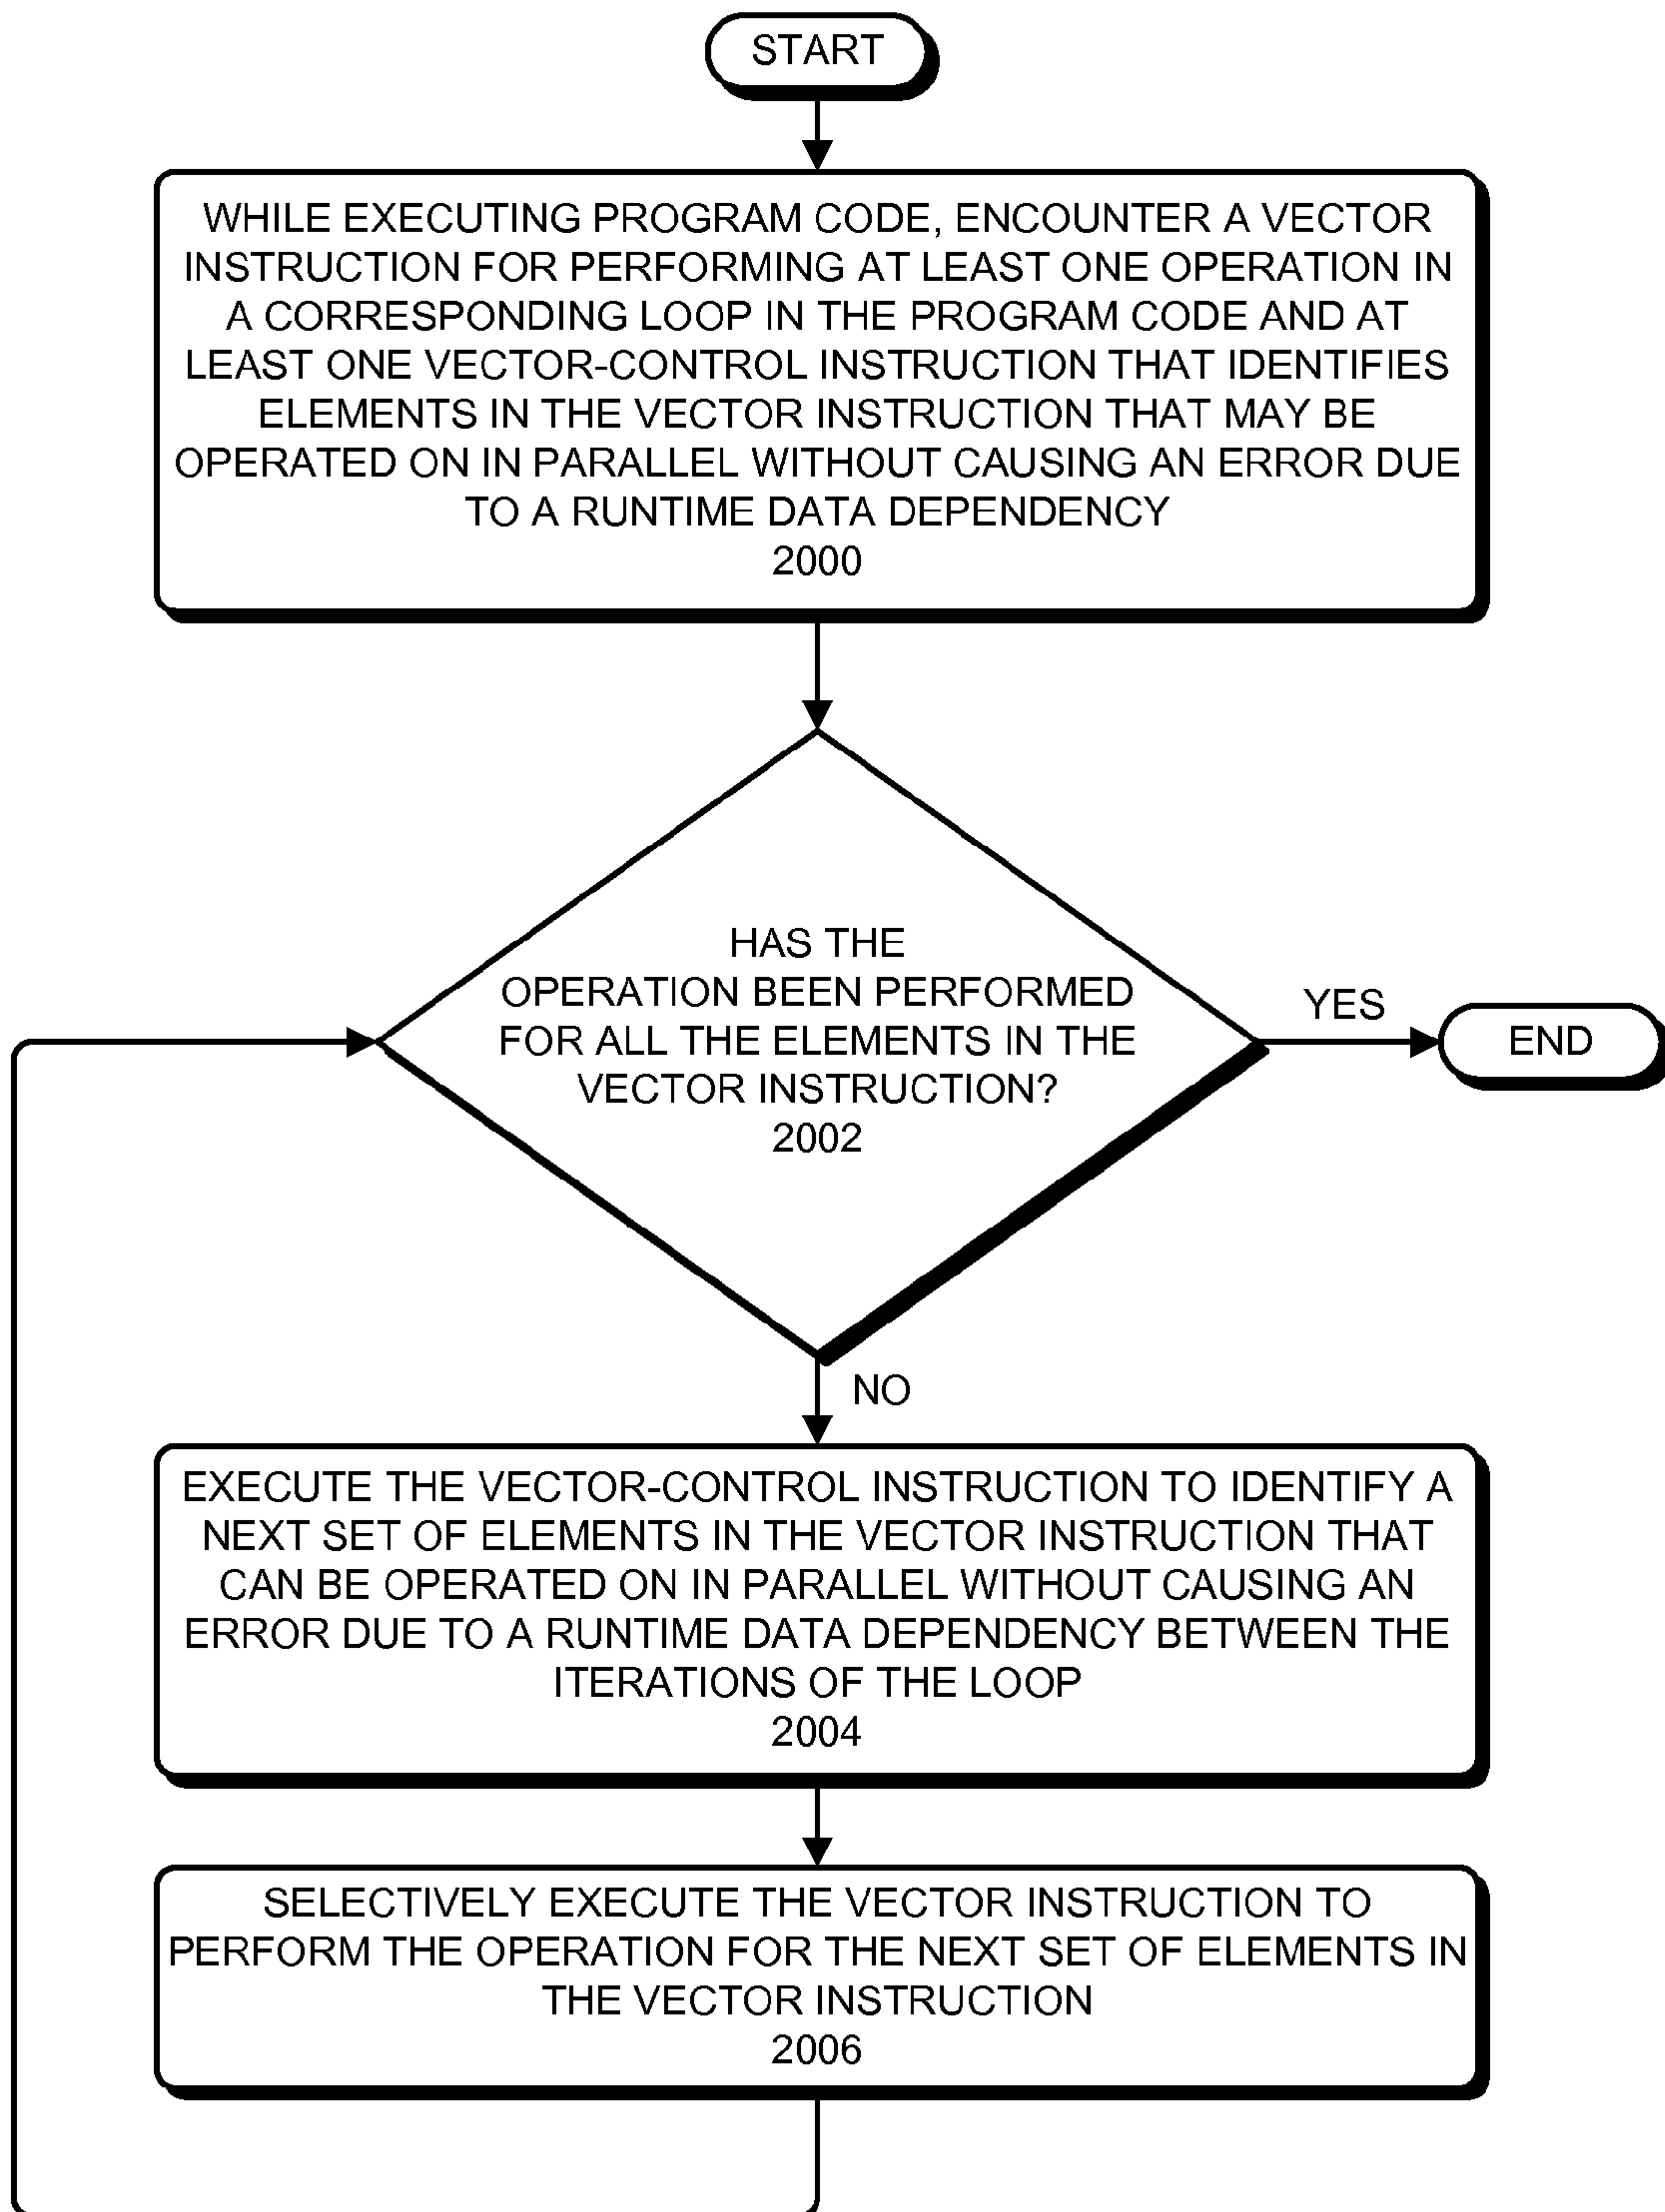 START
WHILE EXECUTING PROGRAM CODE, ENCOUNTER A VECTOR
INSTRUCTION FOR PERFORMING AT LEAST ONE OPERATION IN
A CORRESPONDING LOOP IN THE PROGRAM CODE AND AT
LEAST ONE VECTOR-CONTROL INSTRUCTION THAT IDENTIFIES
ELEMENTS IN THE VECTOR INSTRUCTION THAT MAY BE
OPERATED ON IN PARALLEL WITHOUT CAUSING AN ERROR DUE
TO A RUNTIME DATA DEPENDENCY
2000
HAS THE
OPERATION BEEN PERFORMED
FOR ALL THE ELEMENTS IN THE
VECTOR INSTRUCTION?
2002
YES
END
NO
EXECUTE THE VECTOR-CONTROL INSTRUCTION TO IDENTIFY A
NEXT SET OF ELEMENTS IN THE VECTOR INSTRUCTION THAT
CAN BE OPERATED ON IN PARALLEL WITHOUT CAUSING AN
ERROR DUE TO A RUNTIME DATA DEPENDENCY BETWEEN THE
ITERATIONS OF THE LOOP
2004
SELECTIVELY EXECUTE THE VECTOR INSTRUCTION TO
PERFORM THE OPERATION FOR THE NEXT SET OF ELEMENTS IN
THE VECTOR INSTRUCTION
2006